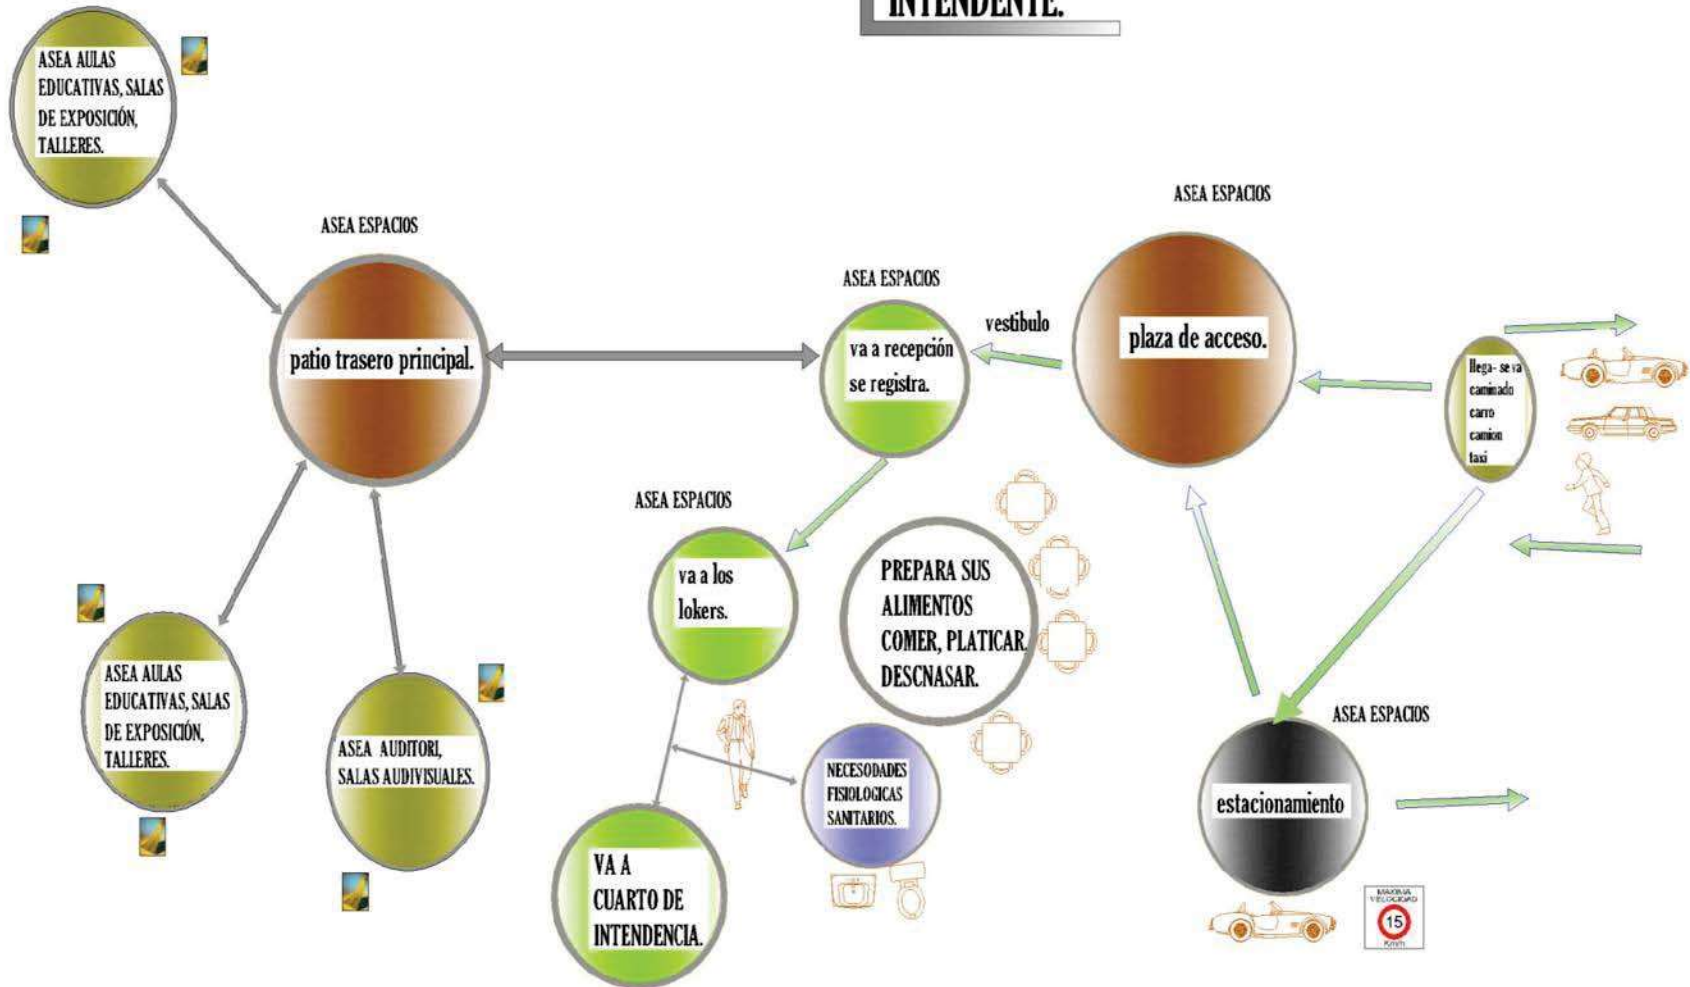 INTENDENTE.
ASEA AULAS
EDUCATIVAS, SALAS
DE EXPOSICIÓN,
TALLERES.
ASEA ESPACIOS
patio trasero principal.
ASEA ESPACIOS
va a recepción
se registra.
vestibulo
ASEA ESPACIOS
plaza de acceso.
llega- se va
caminado
carro
camion
taxi
ASEA ESPACIOS
va a los
lokers.
PREPARA SUS
ALIMENTOS
COMER, PLATICAR.
DESCNASAR.
ASEA AULAS
EDUCATIVAS, SALAS
DE EXPOSICIÓN,
TALLERES.
ASEA AUDITORI,
SALAS AUDIVISUALES.
NECESODADES
FISIOLOGICAS
SANITARIOS.
VA A
CUARTO DE
INTENDENCIA.
ASEA ESPACIOS
estacionamiento
MAXIMA
VELOCIDAD
15
Km/h